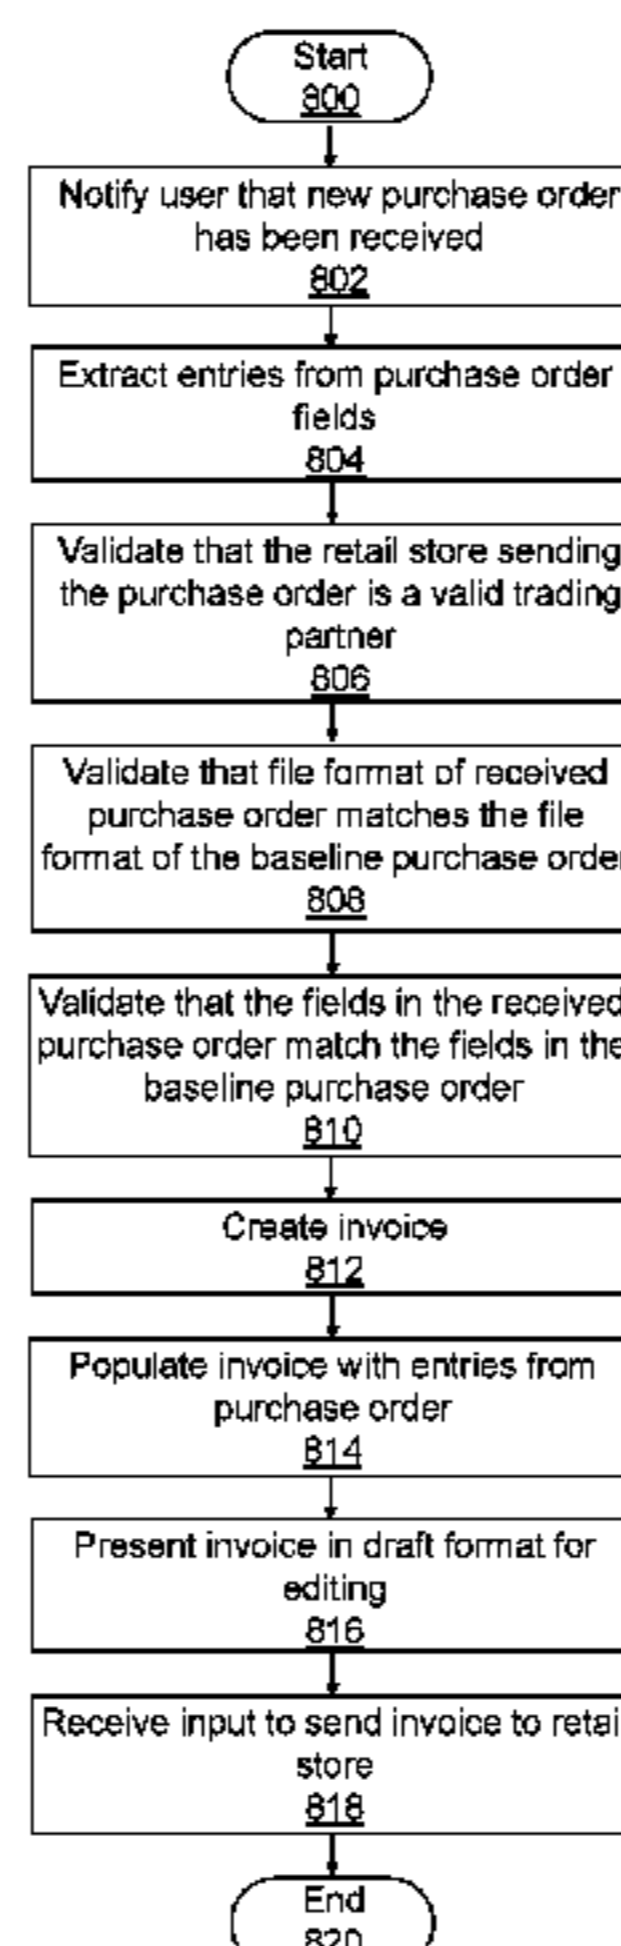 Start
800
Notify user that new purchase order
has been received
802
Extract entries from purchase order
fields
804
Validate that the retail store sending
the purchase order is a valid trading
partner
806
Validate that file format of received
purchase order matches the file
format of the baseline purchase order
808
Validate that the fields in the received
purchase order match the fields in the
baseline purchase order
810
Create invoice
812
Populate invoice with entries from
purchase order
814
Present invoice in draft format for
editing
816
Receive input to send invoice to retai
store
818
End
820